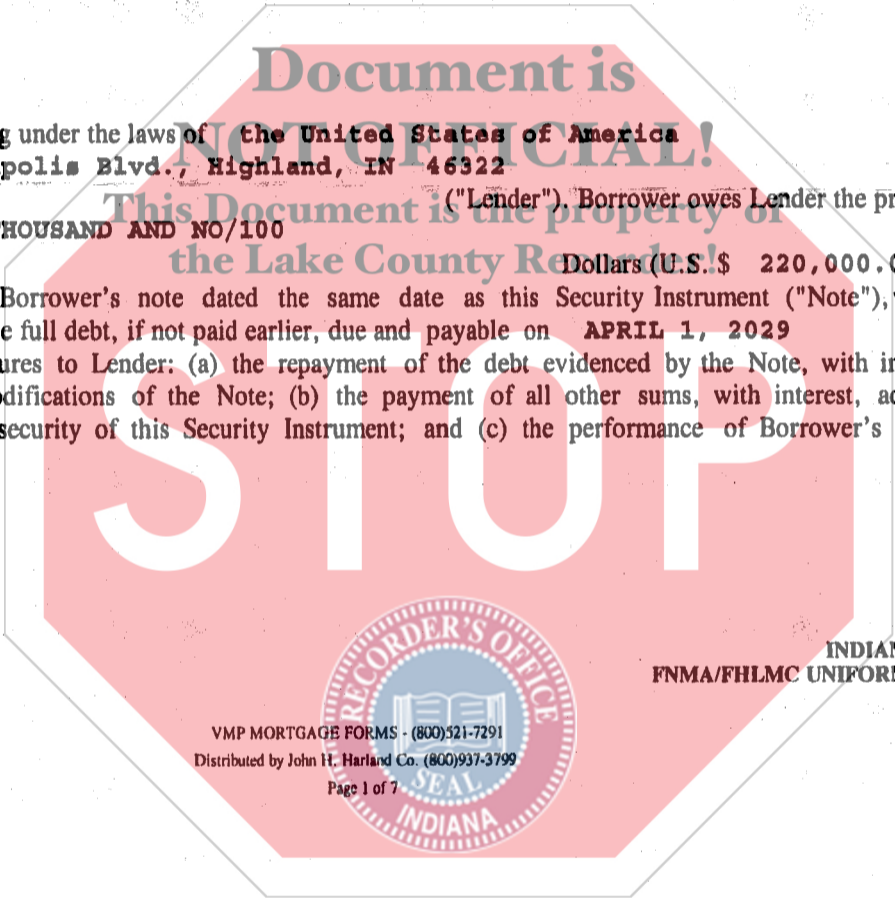 Document is
NOT OFFICIAL!
This Document is the property of
the Lake County Recorder!
g under the laws of the United States of America
polis Blvd., Highland, IN 46322
("Lender"). Borrower owes Lender the pr
HOUSAND AND NO/100
Dollars (U.S. $ 220,000.0
Borrower's note dated the same date as this Security Instrument ("Note"),
e full debt, if not paid earlier, due and payable on APRIL 1, 2029
ures to Lender: (a) the repayment of the debt evidenced by the Note, with in
difications of the Note; (b) the payment of all other sums, with interest, ad
security of this Security Instrument; and (c) the performance of Borrower's
STOP
INDIAN
FNMA/FHLMC UNIFORM
VMP MORTGAGE FORMS - (800)521-7291
Distributed by John H. Harland Co. (800)937-3799
Page 1 of 7
RECORDER'S OFFICE
SEAL
INDIANA